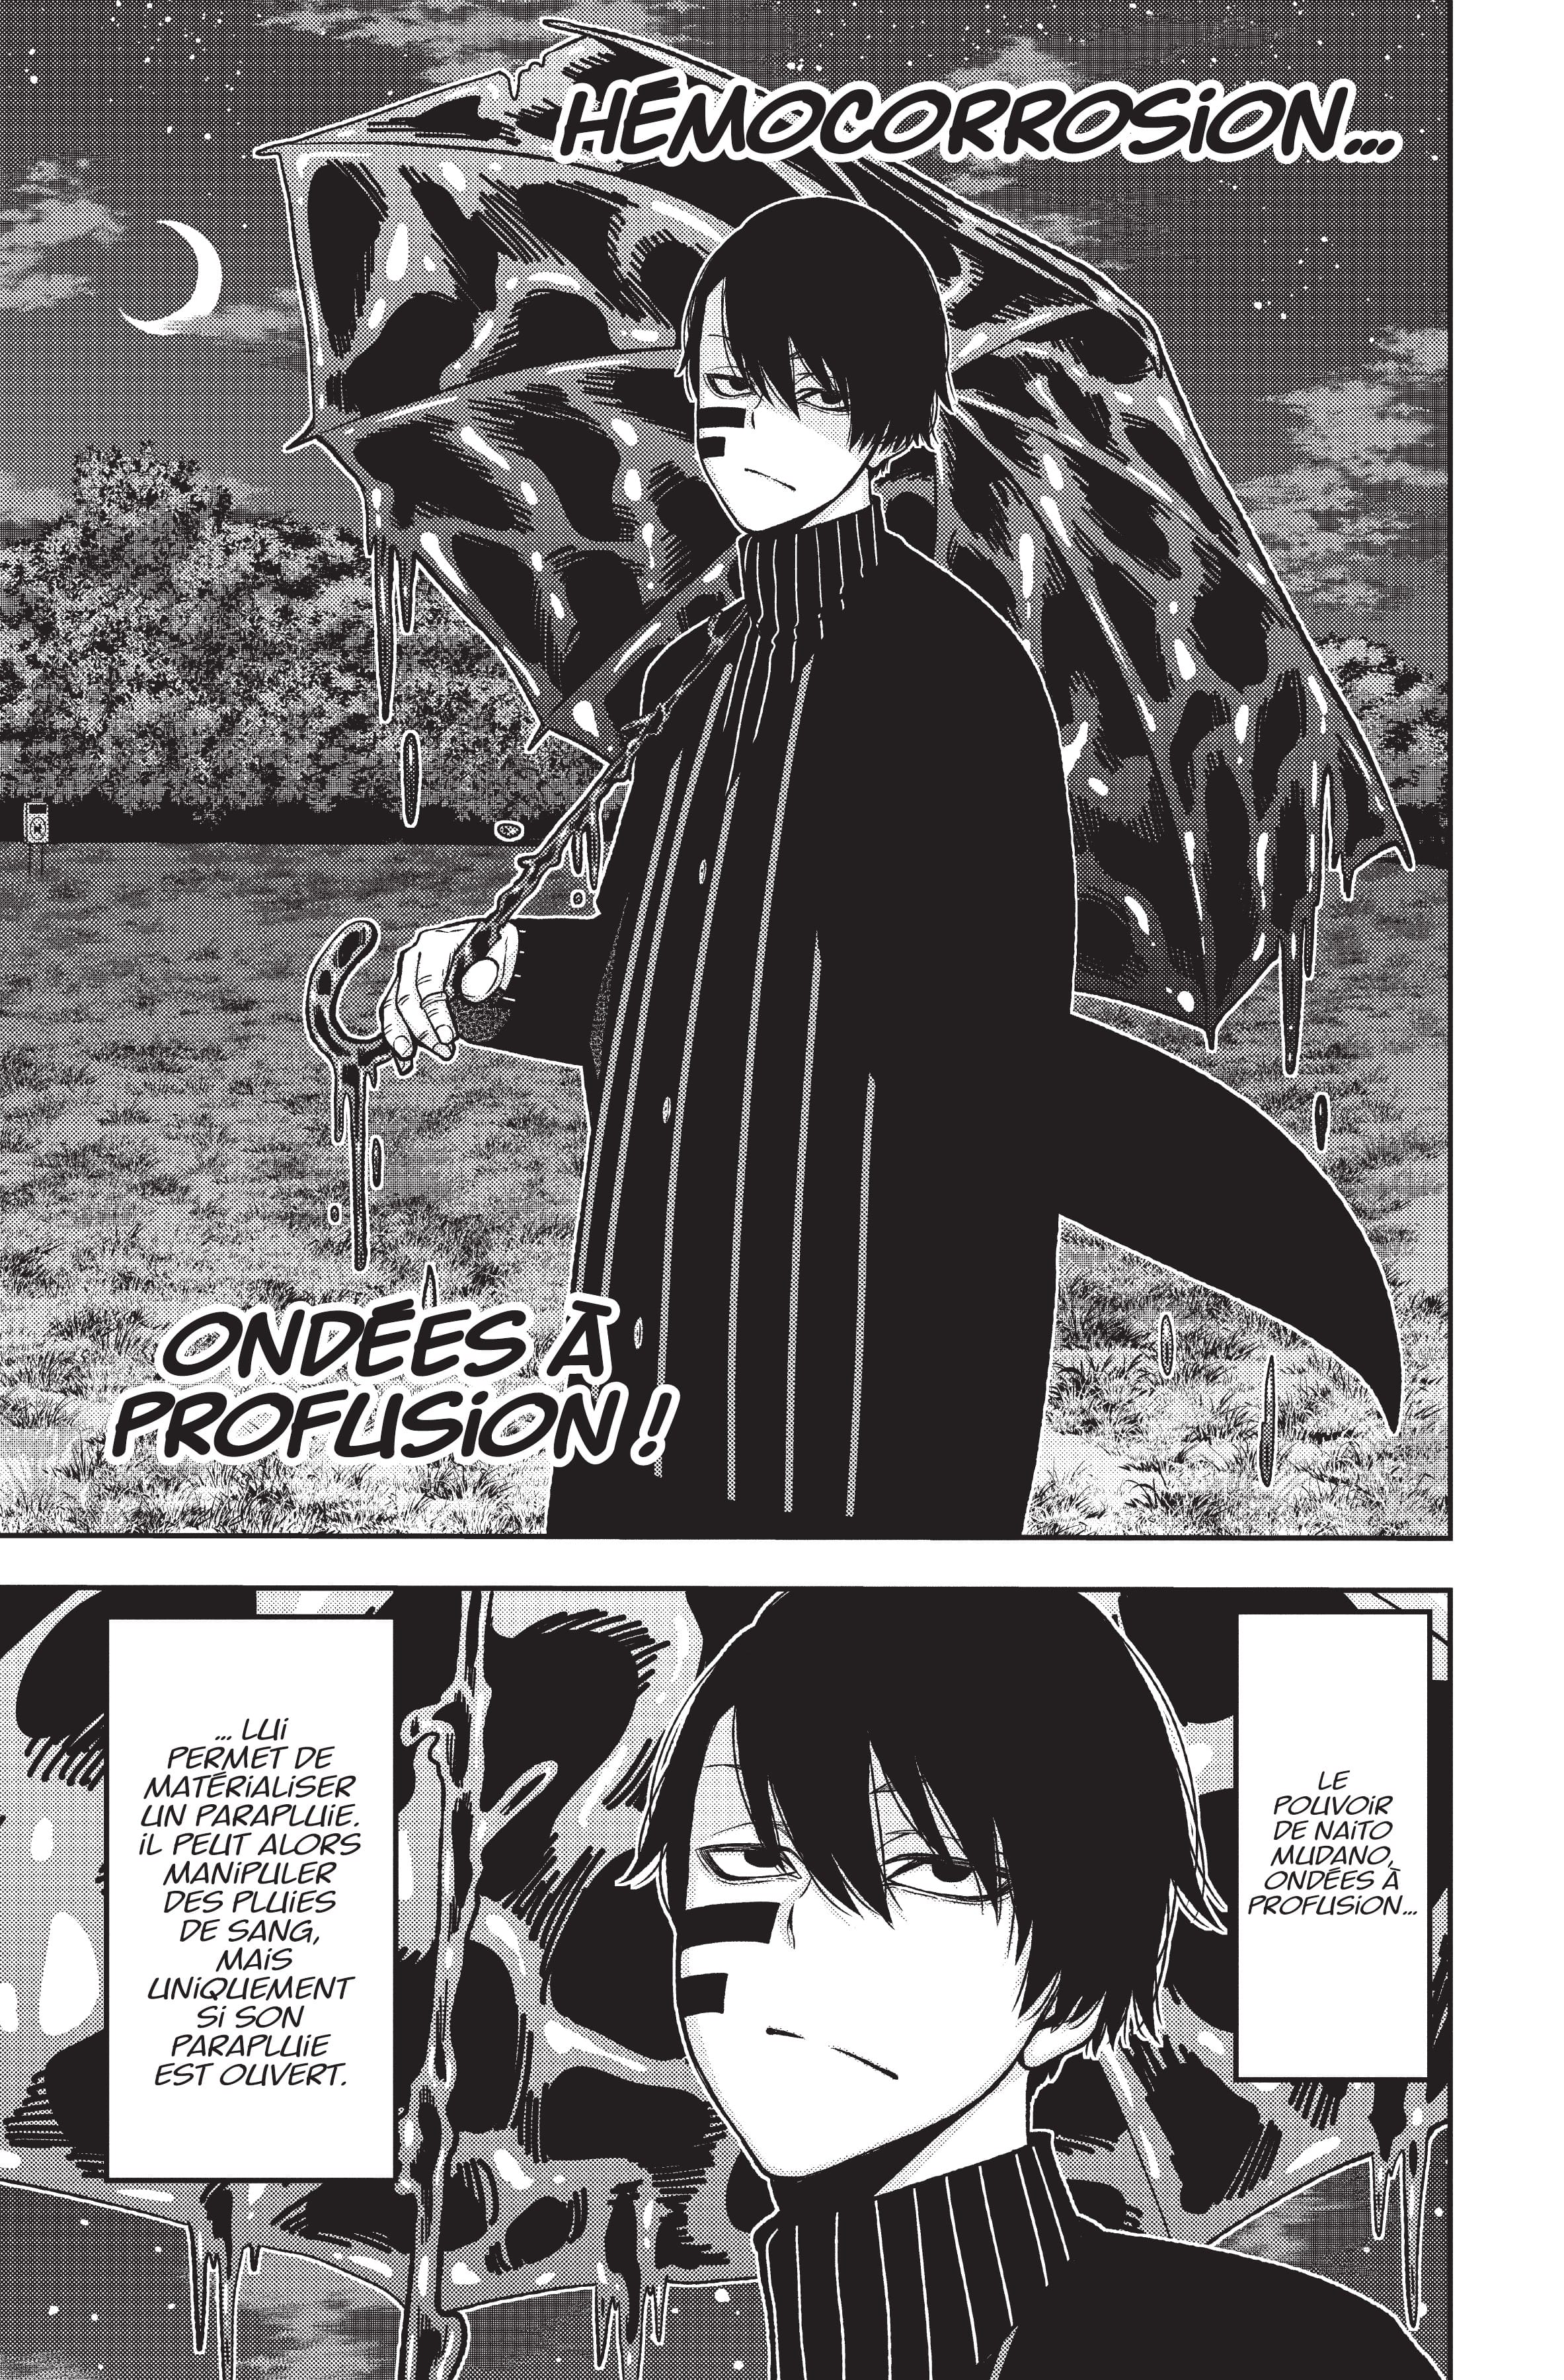 HÉMOCORROSiON...
ONDÉES À
PROFUSiON !
LE
POUVOiR
DE NAiTO
MUDANO,
ONDÉES À
PROFUSiON...
... LUi
PERMET DE
MATÉRiALiSER
UN PARAPLUiE.
iL PEUT ALORS
MANiPULER
DES PLUiES
DE SANG,
MAiS
UNiQUEMENT
Si SON
PARAPLUiE
EST OUVERT.